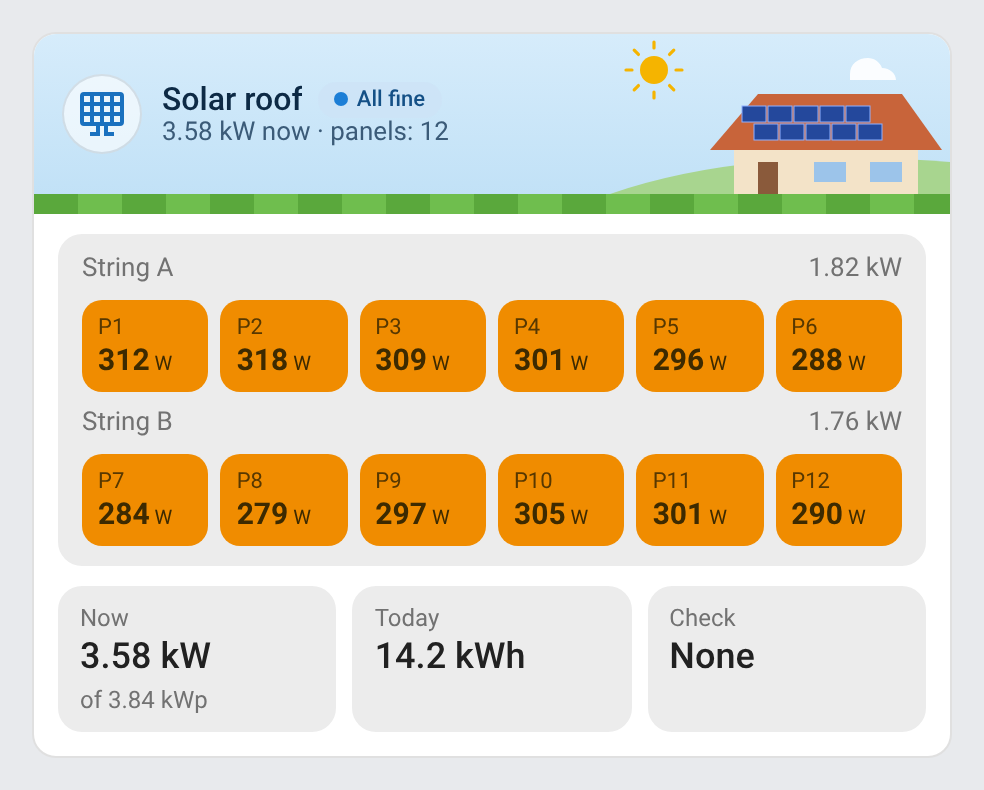 Solar roof All fine
3.58 kW now · panels: 12
String A 1.82 kW
P1 P2 P3 P4 P5 P6
312 W 318 W 309 W 301 W 296 W 288 W
String B 1.76 kW
P7 P8 P9 P10 P11 P12
284 W 279 W 297 W 305 W 301 W 290 W
Now Today Check
3.58 kW 14.2 kWh None
of 3.84 kWp